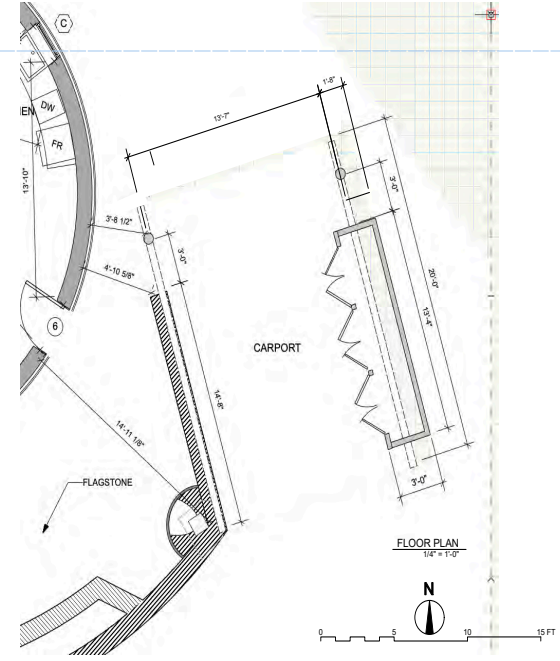 C
1'-8"
13'-7"
DW
EN
FR
3'-0"
13'-10"
3'-8 1/2"
3'-0"
4'-10 5/8"
20'-0"
13'-4"
6
CARPORT
14'-8"
14'-11 1/8"
FLAGSTONE
3'-0"
FLOOR PLAN
1/4" = 1'-0"
N
0 5 10 15 FT